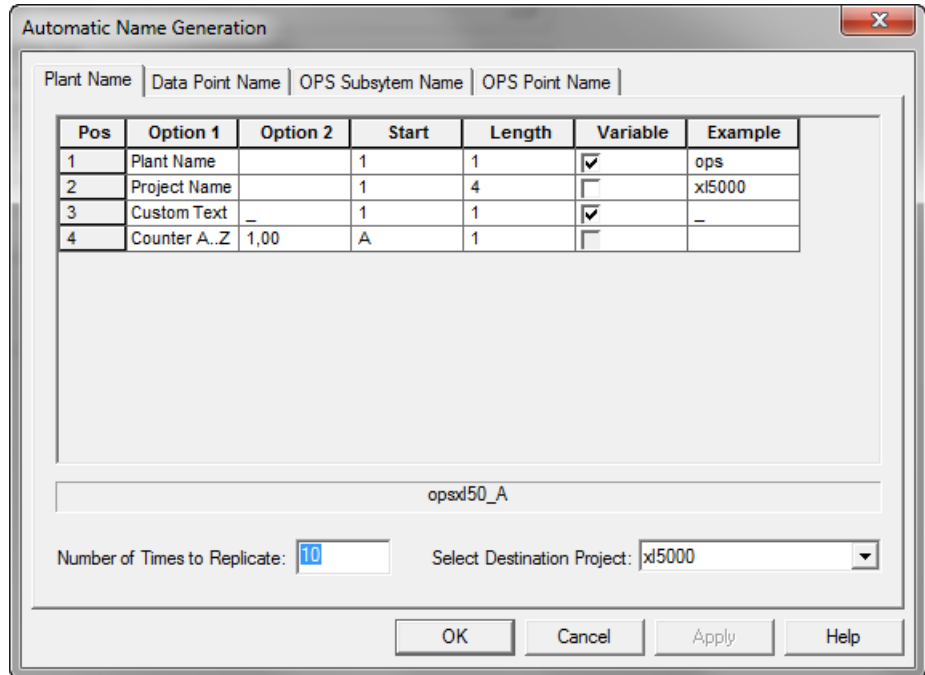 Automatic Name Generation
Plant Name Data Point Name OPS Subsytem Name OPS Point Name
Pos Option 1 Option 2 Start Length Variable Example
1 Plant Name 1 1 ops
2 Project Name 1 4 xl5000
3 Custom Text _ 1 1 _
4 Counter A..Z 1,00 A 1
opsxl50_A
Number of Times to Replicate: 10 Select Destination Project: xl5000
OK Cancel Apply Help